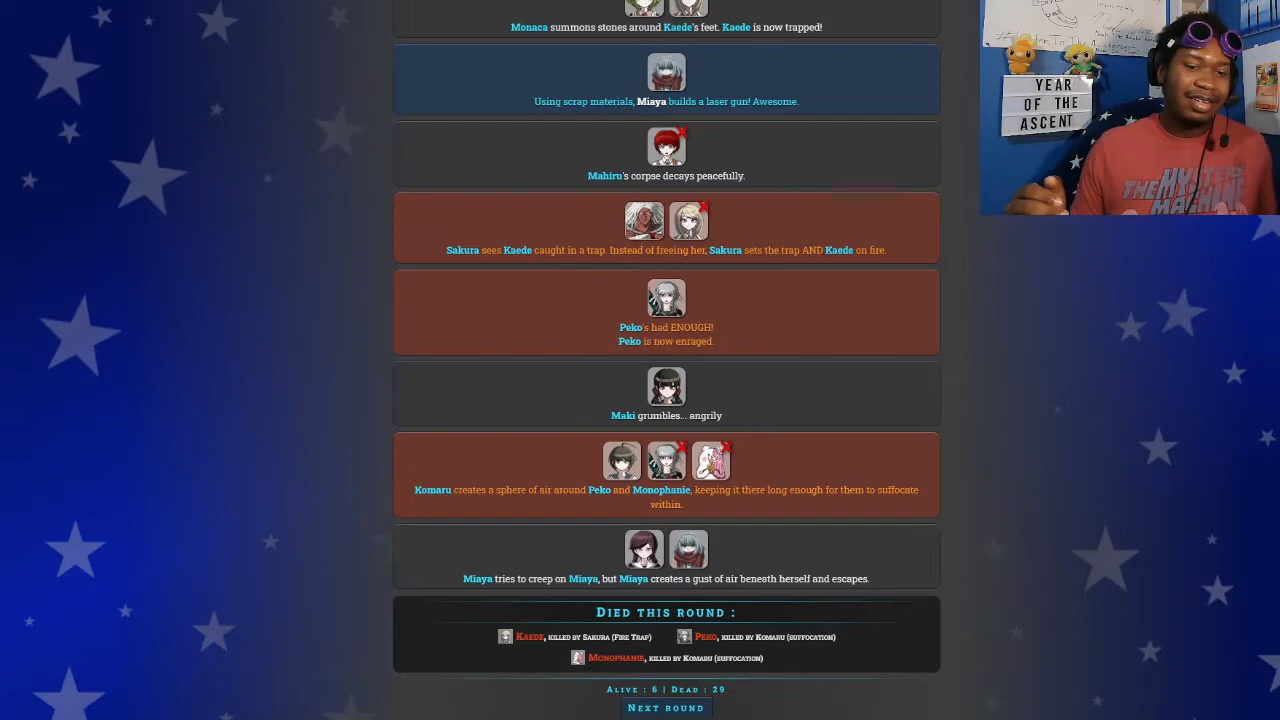 Monaca summons stones around Kaede's feet. Kaede is now trapped!
Using scrap materials, Miaya builds a laser gun! Awesome.
Mahiru's corpse decays peacefully.
Sakura sees Kaede caught in a trap. Instead of freeing her, Sakura sets the trap AND Kaede on fire.
Peko's had ENOUGH!
Peko is now enraged.
Maki grumbles... angrily
Komaru creates a sphere of air around Peko and Monophanie, keeping it there long enough for them to suffocate
within.
Miaya tries to creep on Miaya, but Miaya creates a gust of air beneath herself and escapes.
Died this round :
Kaede, killed by Sakura (Fire Trap) Peko, killed by Komaru (suffocation)
Monophanie, killed by Komaru (suffocation)
Alive : 6 | Dead : 29
Next round
YEAR
OF THE
ASCENT
THE MYSTERY
MACHINE